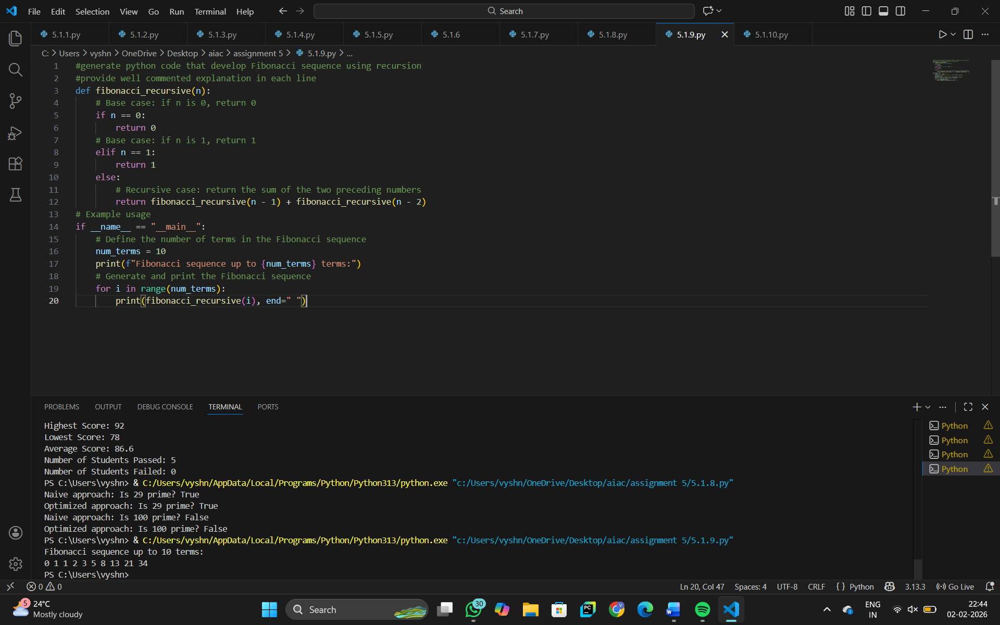 File Edit Selection View Go Run Terminal Help
Search
5.1.1.py 5.1.2.py 5.1.3.py 5.1.4.py 5.1.5.py 5.1.6 5.1.7.py 5.1.8.py 5.1.9.py 5.1.10.py
C: > Users > vyshn > OneDrive > Desktop > aiac > assignment 5 > 5.1.9.py > ...
1 #generate python code that develop Fibonacci sequence using recursion
2 #provide well commented explanation in each line
3 def fibonacci_recursive(n):
4     # Base case: if n is 0, return 0
5     if n == 0:
6         return 0
7     # Base case: if n is 1, return 1
8     elif n == 1:
9         return 1
10     else:
11         # Recursive case: return the sum of the two preceding numbers
12         return fibonacci_recursive(n - 1) + fibonacci_recursive(n - 2)
13 # Example usage
14 if __name__ == "__main__":
15     # Define the number of terms in the Fibonacci sequence
16     num_terms = 10
17     print(f"Fibonacci sequence up to {num_terms} terms:")
18     # Generate and print the Fibonacci sequence
19     for i in range(num_terms):
20         print(fibonacci_recursive(i), end=" ")
PROBLEMS OUTPUT DEBUG CONSOLE TERMINAL PORTS
Highest Score: 92
Lowest Score: 78
Average Score: 86.6
Number of Students Passed: 5
Number of Students Failed: 0
PS C:\Users\vyshn> & C:/Users/vyshn/AppData/Local/Programs/Python/Python313/python.exe "c:/Users/vyshn/OneDrive/Desktop/aiac/assignment 5/5.1.8.py"
Naive approach: Is 29 prime? True
Optimized approach: Is 29 prime? True
Naive approach: Is 100 prime? False
Optimized approach: Is 100 prime? False
PS C:\Users\vyshn> & C:/Users/vyshn/AppData/Local/Programs/Python/Python313/python.exe "c:/Users/vyshn/OneDrive/Desktop/aiac/assignment 5/5.1.9.py"
Fibonacci sequence up to 10 terms:
0 1 1 2 3 5 8 13 21 34
PS C:\Users\vyshn>
Python
Python
Python
Python
0 0
Ln 20, Col 47 Spaces: 4 UTF-8 CRLF { } Python 3.13.3 Go Live
5
24°C
Mostly cloudy
Search
30
PC
ENG
IN
22:44
02-02-2026